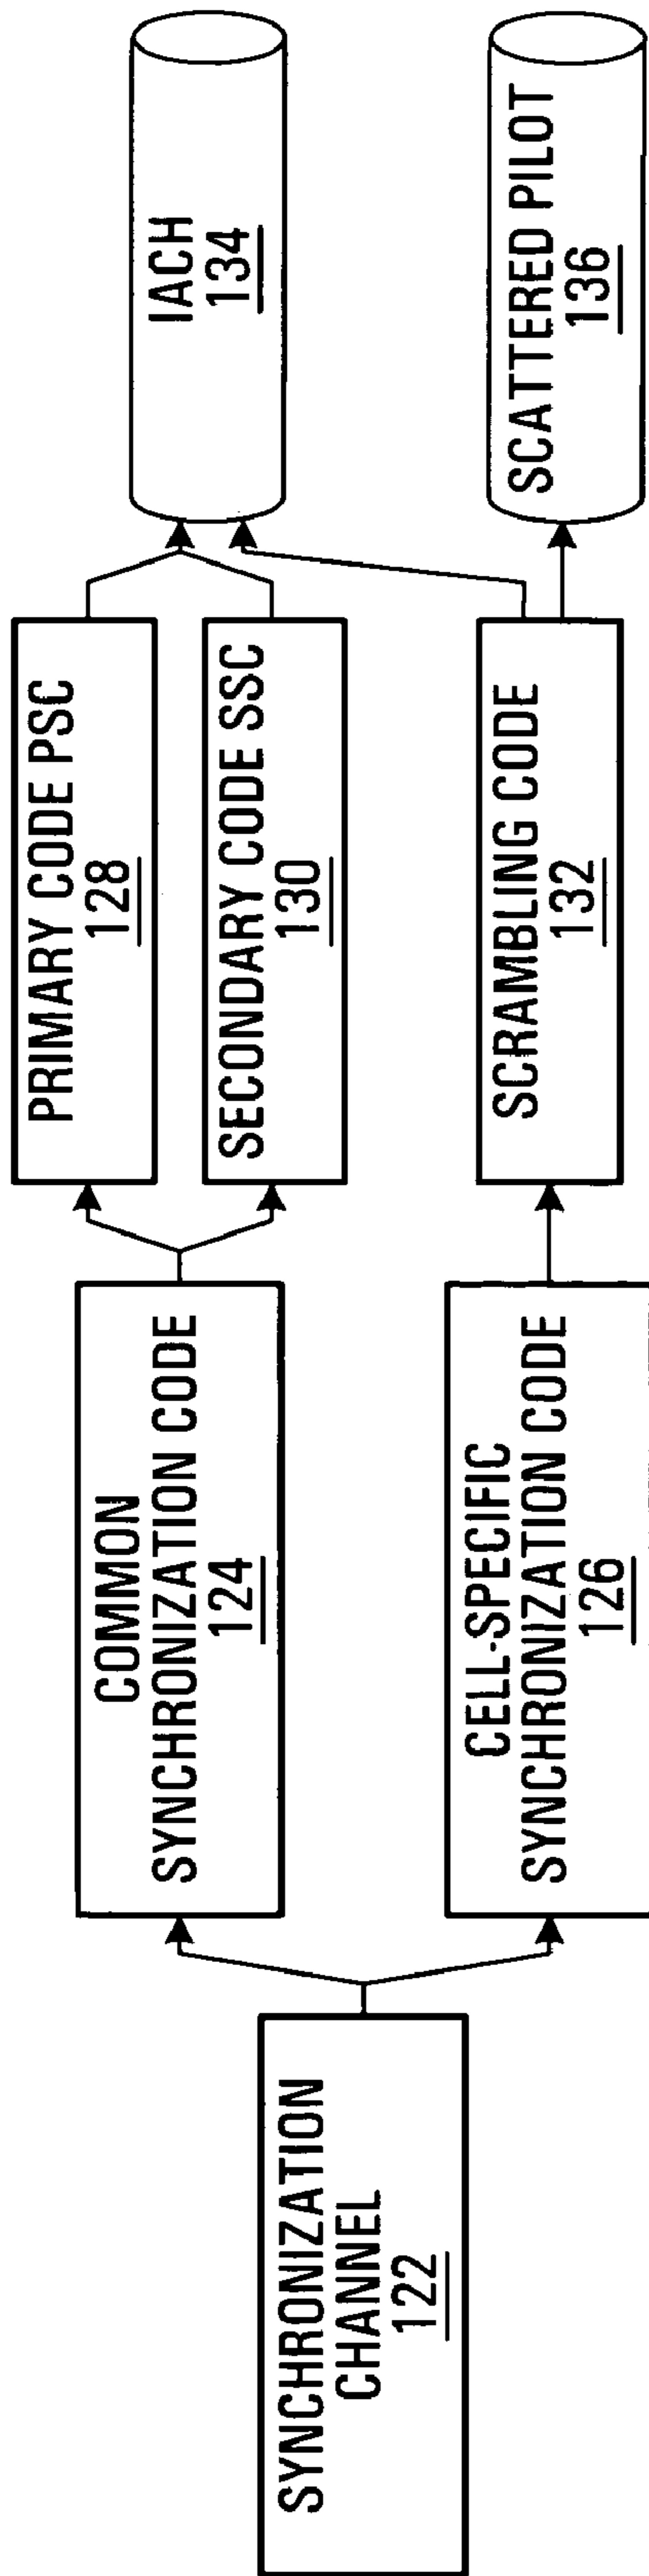 SYNCHRONIZATION
CHANNEL
122
COMMON
SYNCHRONIZATION CODE
124
CELL-SPECIFIC
SYNCHRONIZATION CODE
126
PRIMARY CODE PSC
128
SECONDARY CODE SSC
130
SCRAMBLING CODE
132
IACH
134
SCATTERED PILOT
136